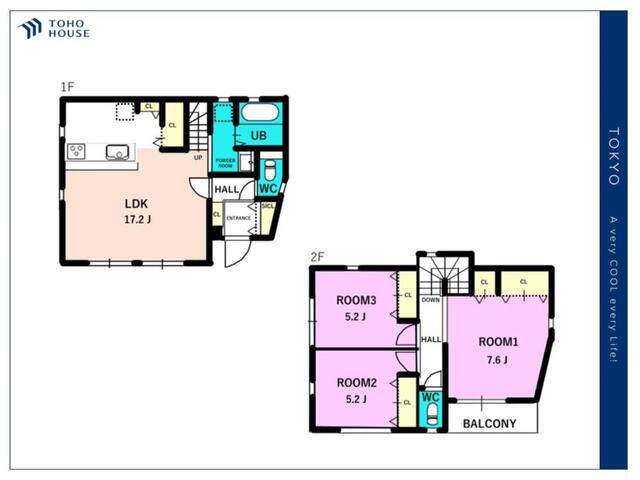 TOHO
HOUSE
1F
CL
CL
UP
UB
POWDER
ROOM
WC
HALL
LDK
17.2 J
CL
ENTRANCE
SICL
2F
ROOM3
5.2 J
CL
DOWN
CL
CL
HALL
ROOM1
7.6 J
ROOM2
5.2 J
CL
WC
BALCONY
TOKYO
A very COOL every Life!